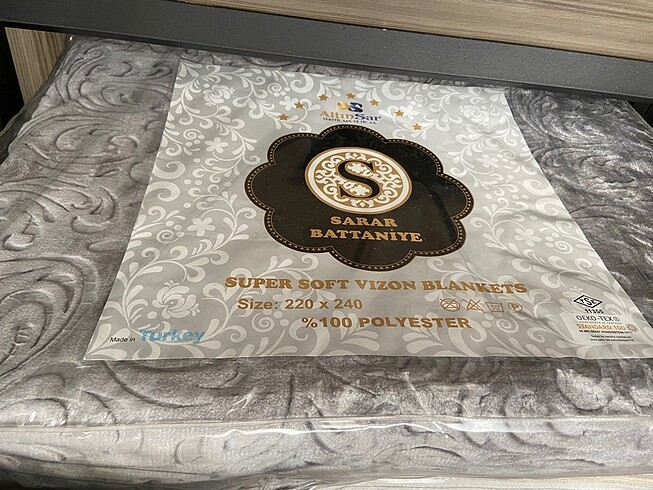 AltınSar
S
SARAR
BATTANİYE
SUPER SOFT VIZON BLANKETS
Size: 220 x 240
%100 POLYESTER
Made in Turkey
TSE
OEKO-TEX®
STANDARD 100